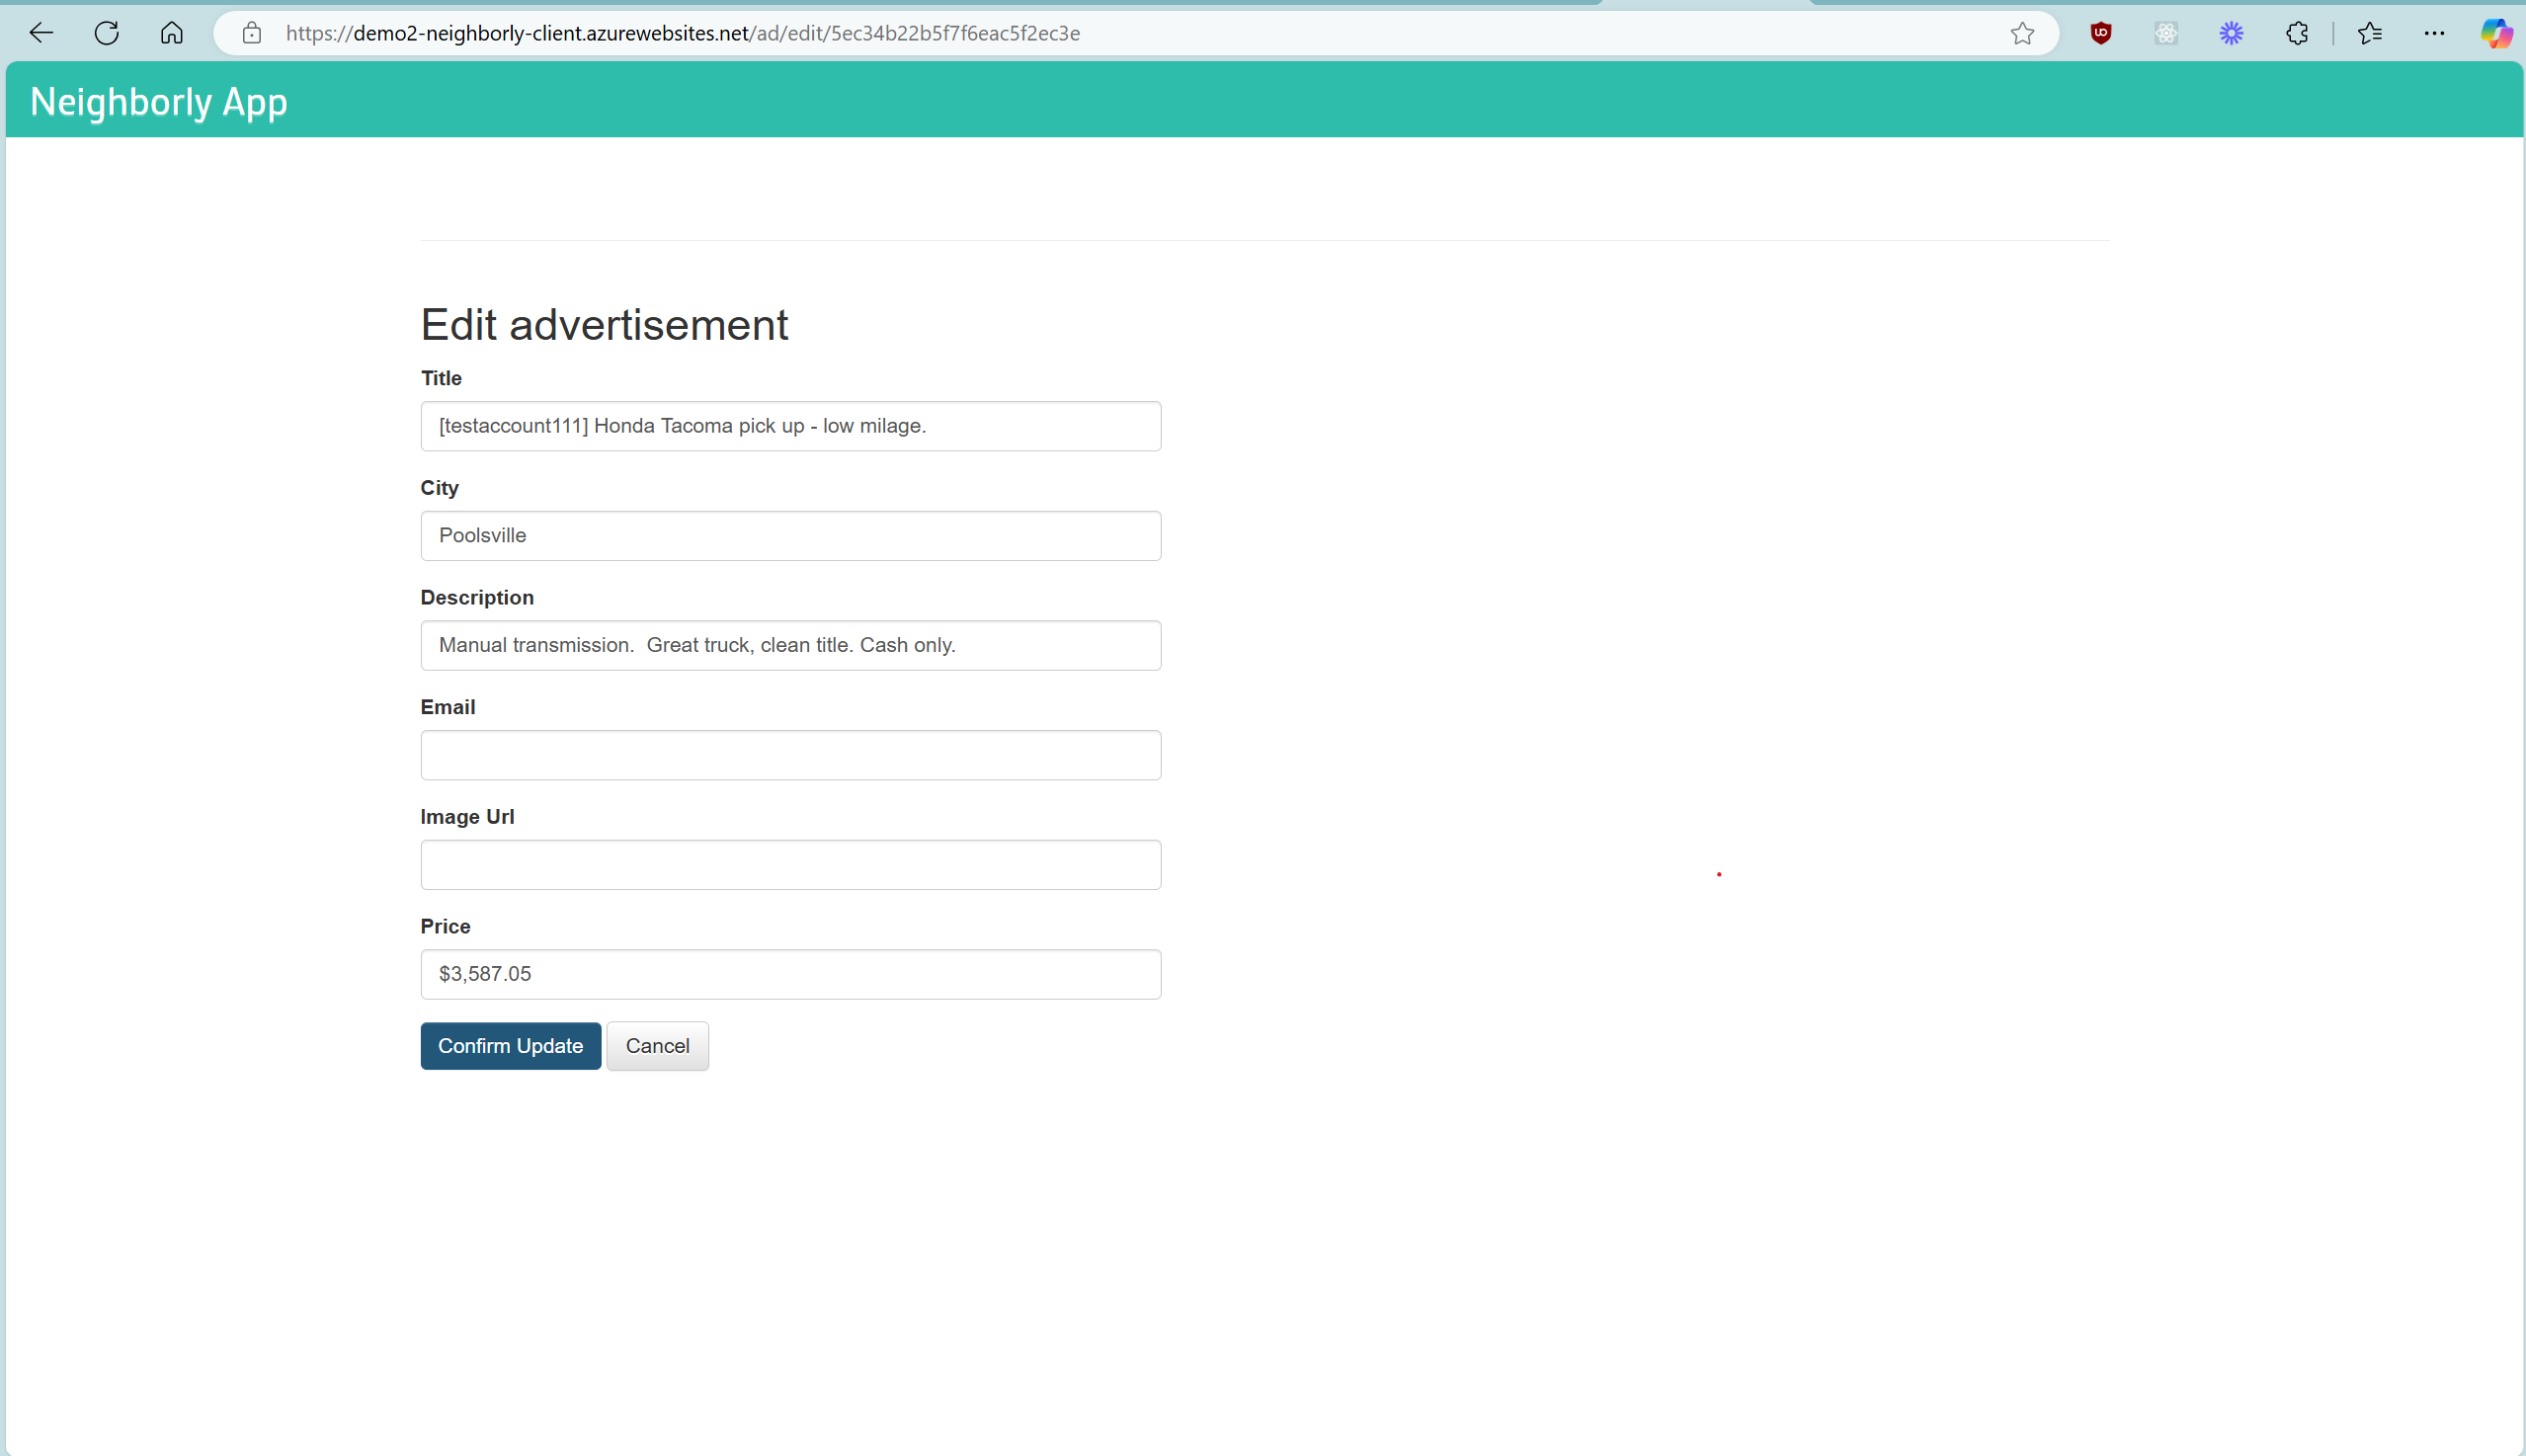 https://demo2-neighborly-client.azurewebsites.net/ad/edit/5ec34b22b5f7f6eac5f2ec3e
Neighborly App
Edit advertisement
Title
[testaccount111] Honda Tacoma pick up - low milage.
City
Poolsville
Description
Manual transmission.  Great truck, clean title. Cash only.
Email
Image Url
Price
$3,587.05
Confirm Update Cancel